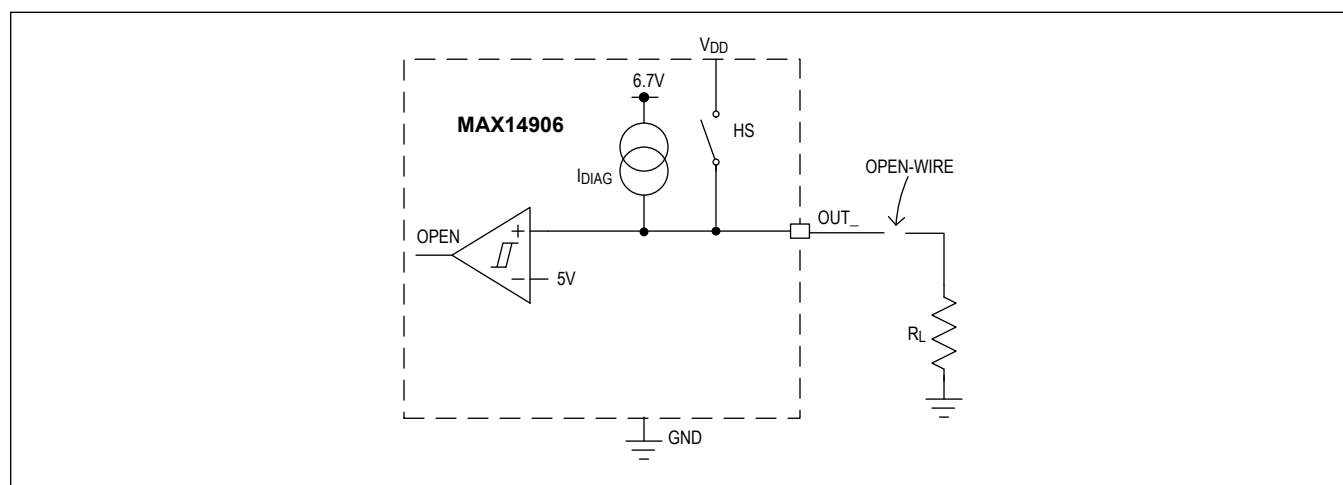 VDD
6.7V
MAX14906
HS
IDIAG
OPEN-WIRE
OUT_
OPEN
+
−
5V
RL
GND